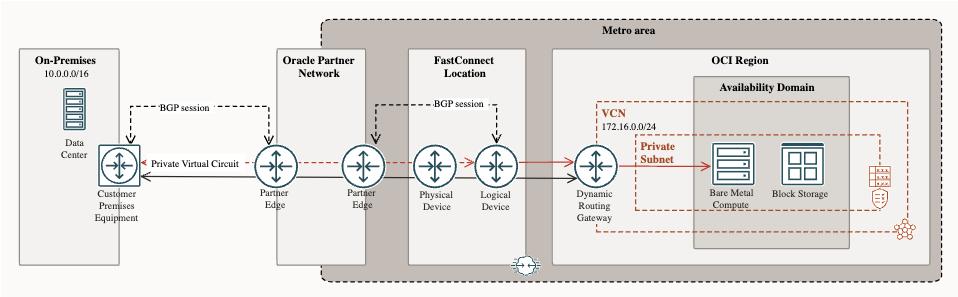 Metro area
On-Premises
10.0.0.0/16
Oracle Partner
Network
FastConnect
Location
OCI Region
Availability Domain
BGP session
BGP session
VCN
172.16.0.0/24
Data
Center
Private Virtual Circuit
Private
Subnet
Customer
Premises
Equipment
Partner
Edge
Partner
Edge
Physical
Device
Logical
Device
Dynamic
Routing
Gateway
Bare Metal
Compute
Block Storage